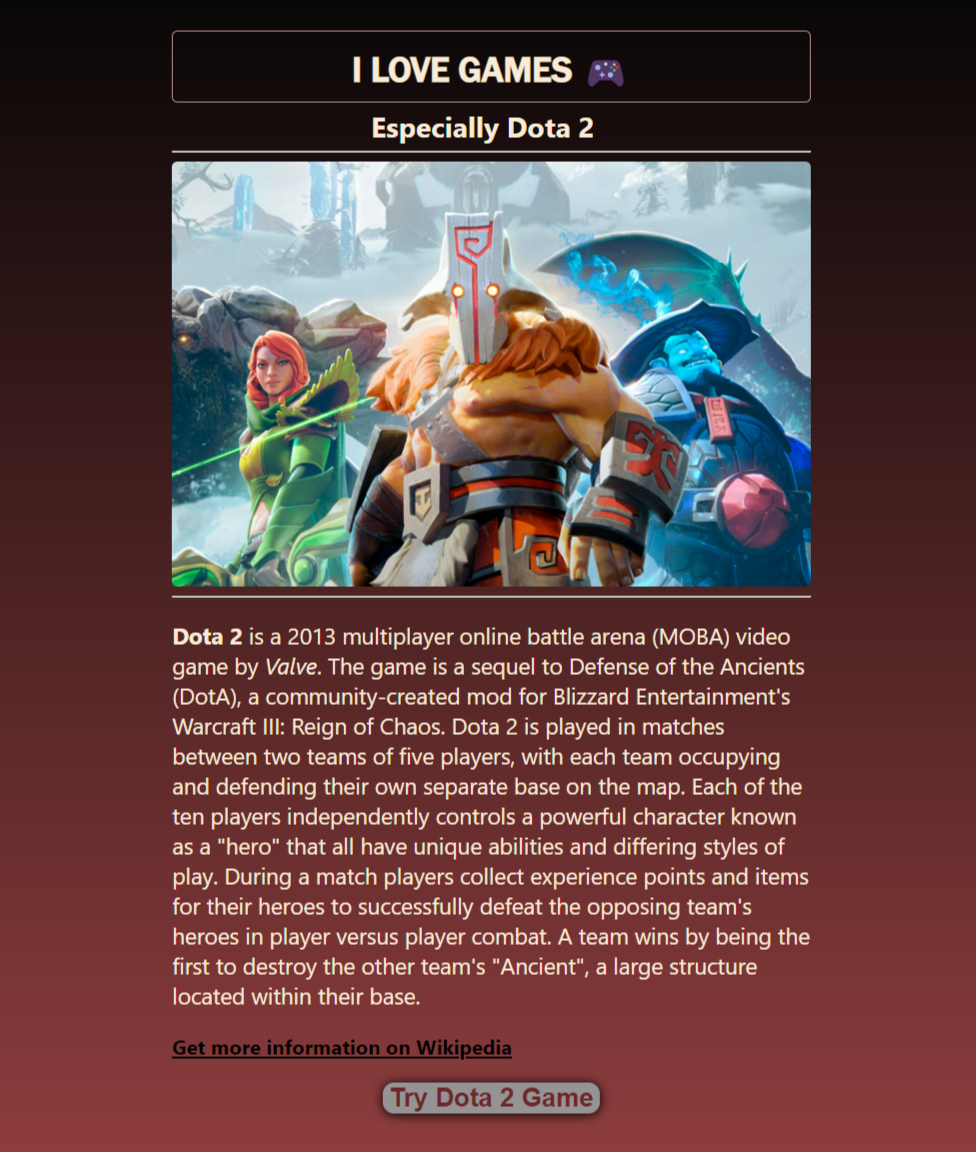 I LOVE GAMES 🎮
Especially Dota 2
Dota 2 is a 2013 multiplayer online battle arena (MOBA) video
game by Valve. The game is a sequel to Defense of the Ancients
(DotA), a community-created mod for Blizzard Entertainment's
Warcraft III: Reign of Chaos. Dota 2 is played in matches
between two teams of five players, with each team occupying
and defending their own separate base on the map. Each of the
ten players independently controls a powerful character known
as a "hero" that all have unique abilities and differing styles of
play. During a match players collect experience points and items
for their heroes to successfully defeat the opposing team's
heroes in player versus player combat. A team wins by being the
first to destroy the other team's "Ancient", a large structure
located within their base.
Get more information on Wikipedia
Try Dota 2 Game